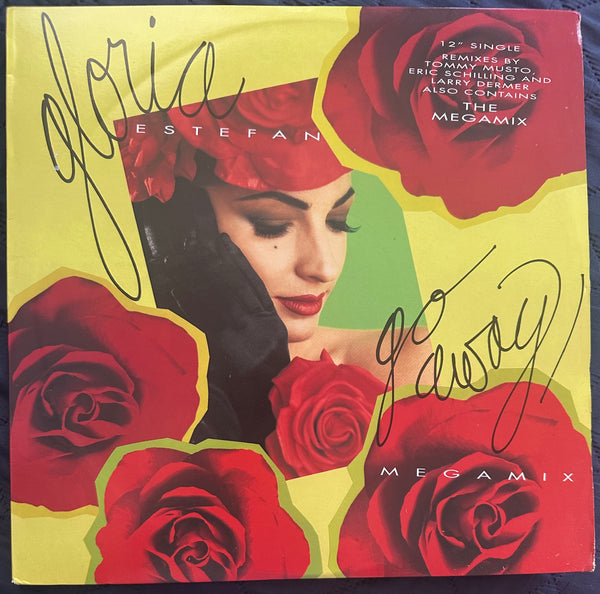 gloria
ESTEFAN
12" SINGLE
REMIXES BY
TOMMY MUSTO,
ERIC SCHILLING AND
LARRY DERMER
ALSO CONTAINS
THE
MEGAMIX
go
away
MEGAMIX